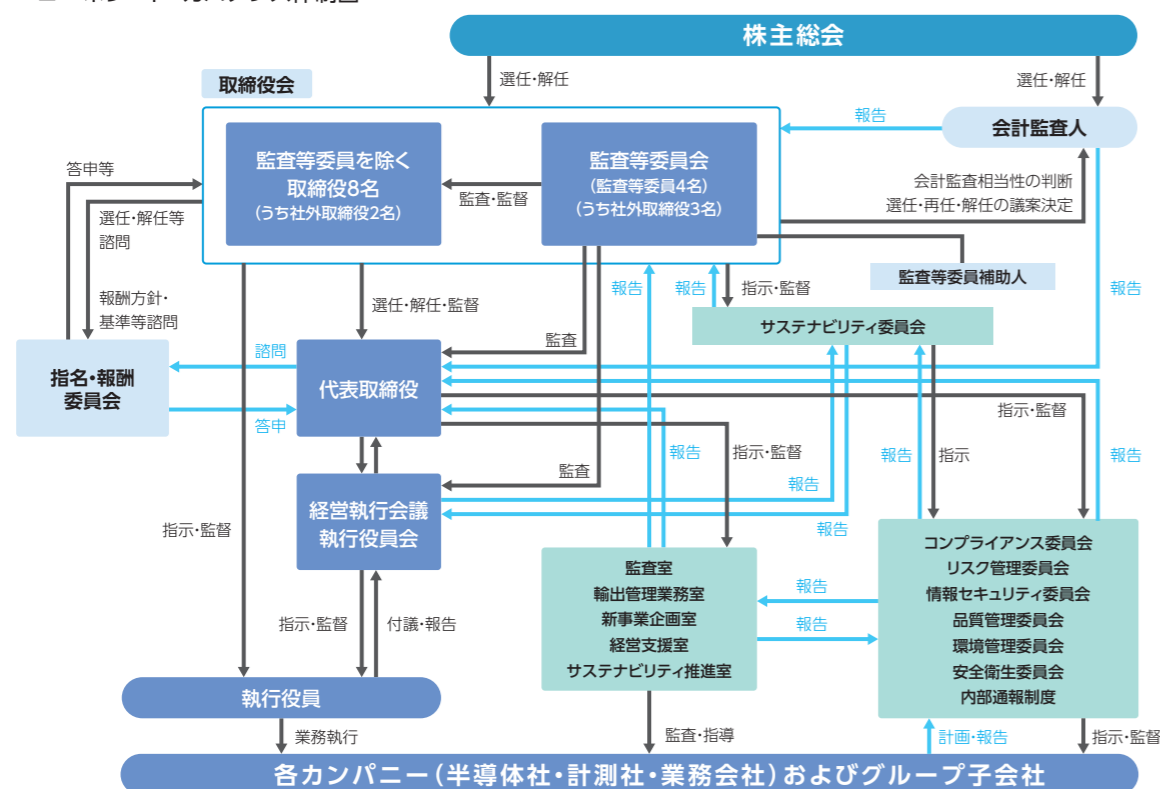 株主総会
選任・解任
選任・解任
取締役会
報告
会計監査人
監査等委員を除く
取締役8名
(うち社外取締役2名)
監査・監督
監査等委員会
(監査等委員4名)
(うち社外取締役3名)
答申等
選任・解任等
諮問
会計監査相当性の判断
選任・再任・解任の議案決定
監査等委員補助人
報酬方針・
基準等諮問
選任・解任・監督
報告
報告
指示・監督
報告
サステナビリティ委員会
監査
諮問
指名・報酬
委員会
代表取締役
答申
指示・監督
報告
指示・監督
報告
指示
報告
監査
報告
経営執行会議
執行役員会
報告
指示・監督
監査室
輸出管理業務室
新事業企画室
経営支援室
サステナビリティ推進室
報告
報告
コンプライアンス委員会
リスク管理委員会
情報セキュリティ委員会
品質管理委員会
環境管理委員会
安全衛生委員会
内部通報制度
指示・監督
付議・報告
執行役員
業務執行
監査・指導
計画・報告
指示・監督
各カンパニー(半導体社・計測社・業務会社)およびグループ子会社